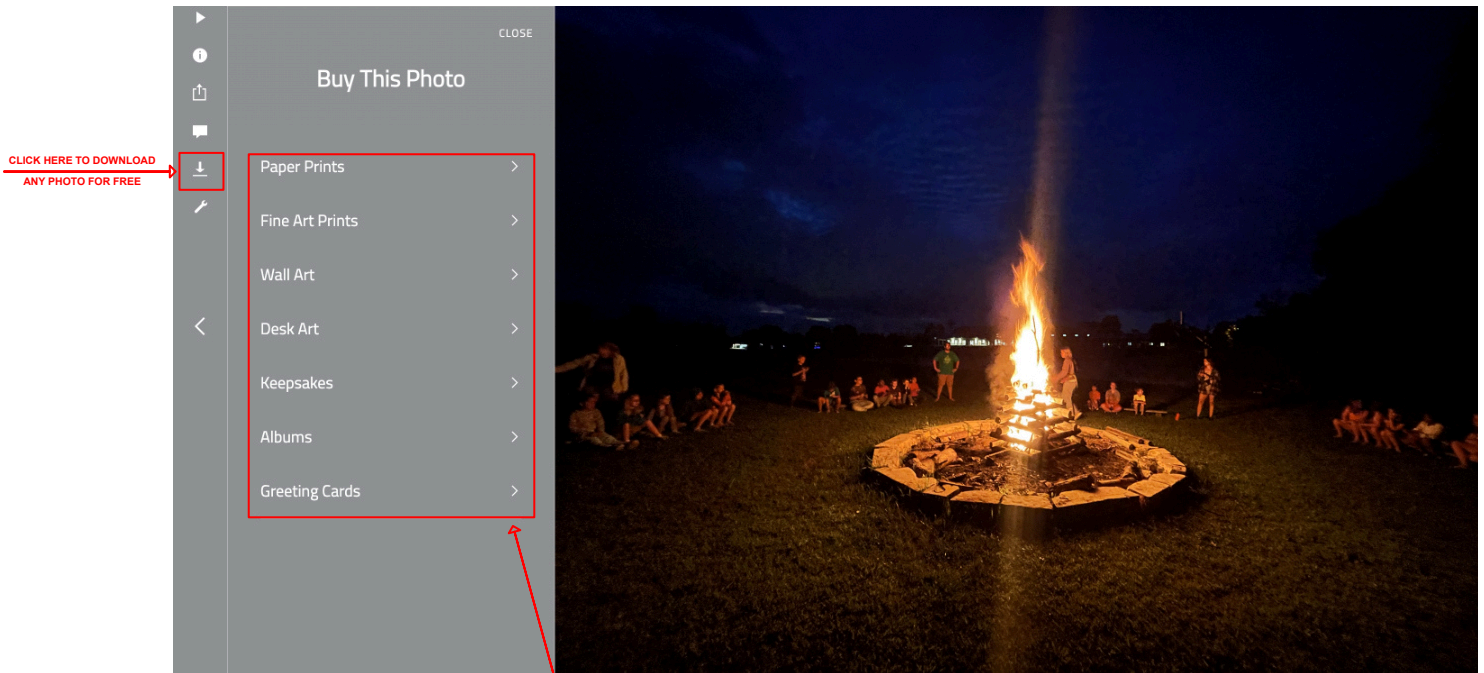 CLOSE
Buy This Photo
CLICK HERE TO DOWNLOAD
ANY PHOTO FOR FREE
Paper Prints
Fine Art Prints
Wall Art
Desk Art
Keepsakes
Albums
Greeting Cards